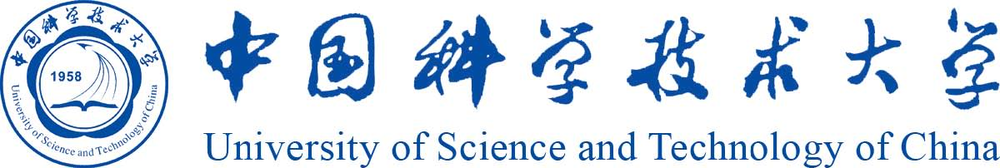 中国科学技术大学
1958
University of Science and Technology of China
中国科学技术大学
University of Science and Technology of China